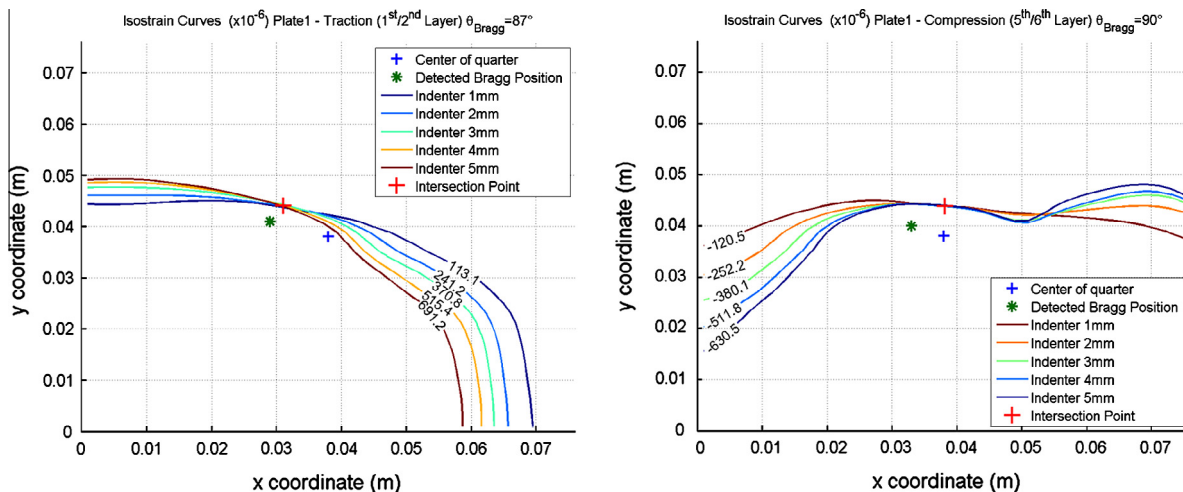 Isostrain Curves (x10-6) Plate1 - Traction (1st/2nd Layer) θBragg=87°
Center of quarter
Detected Bragg Position
Indenter 1mm
Indenter 2mm
Indenter 3mm
Indenter 4mm
Indenter 5mm
Intersection Point
0.07
0.06
0.05
0.04
0.03
0.02
0.01
0
y coordinate (m)
113.1
241.2
370.8
515.4
691.2
0 0.01 0.02 0.03 0.04 0.05 0.06 0.07
x coordinate (m)
Isostrain Curves (x10-6) Plate1 - Compression (5th/6th Layer) θBragg=90°
Center of quarter
Detected Bragg Position
Indenter 1mm
Indenter 2mm
Indenter 3mm
Indenter 4mm
Indenter 5mm
Intersection Point
0.07
0.06
0.05
0.04
0.03
0.02
0.01
0
y coordinate (m)
-120.5
-252.2
-380.1
-511.8
-630.5
0 0.01 0.02 0.03 0.04 0.05 0.06 0.07
x coordinate (m)